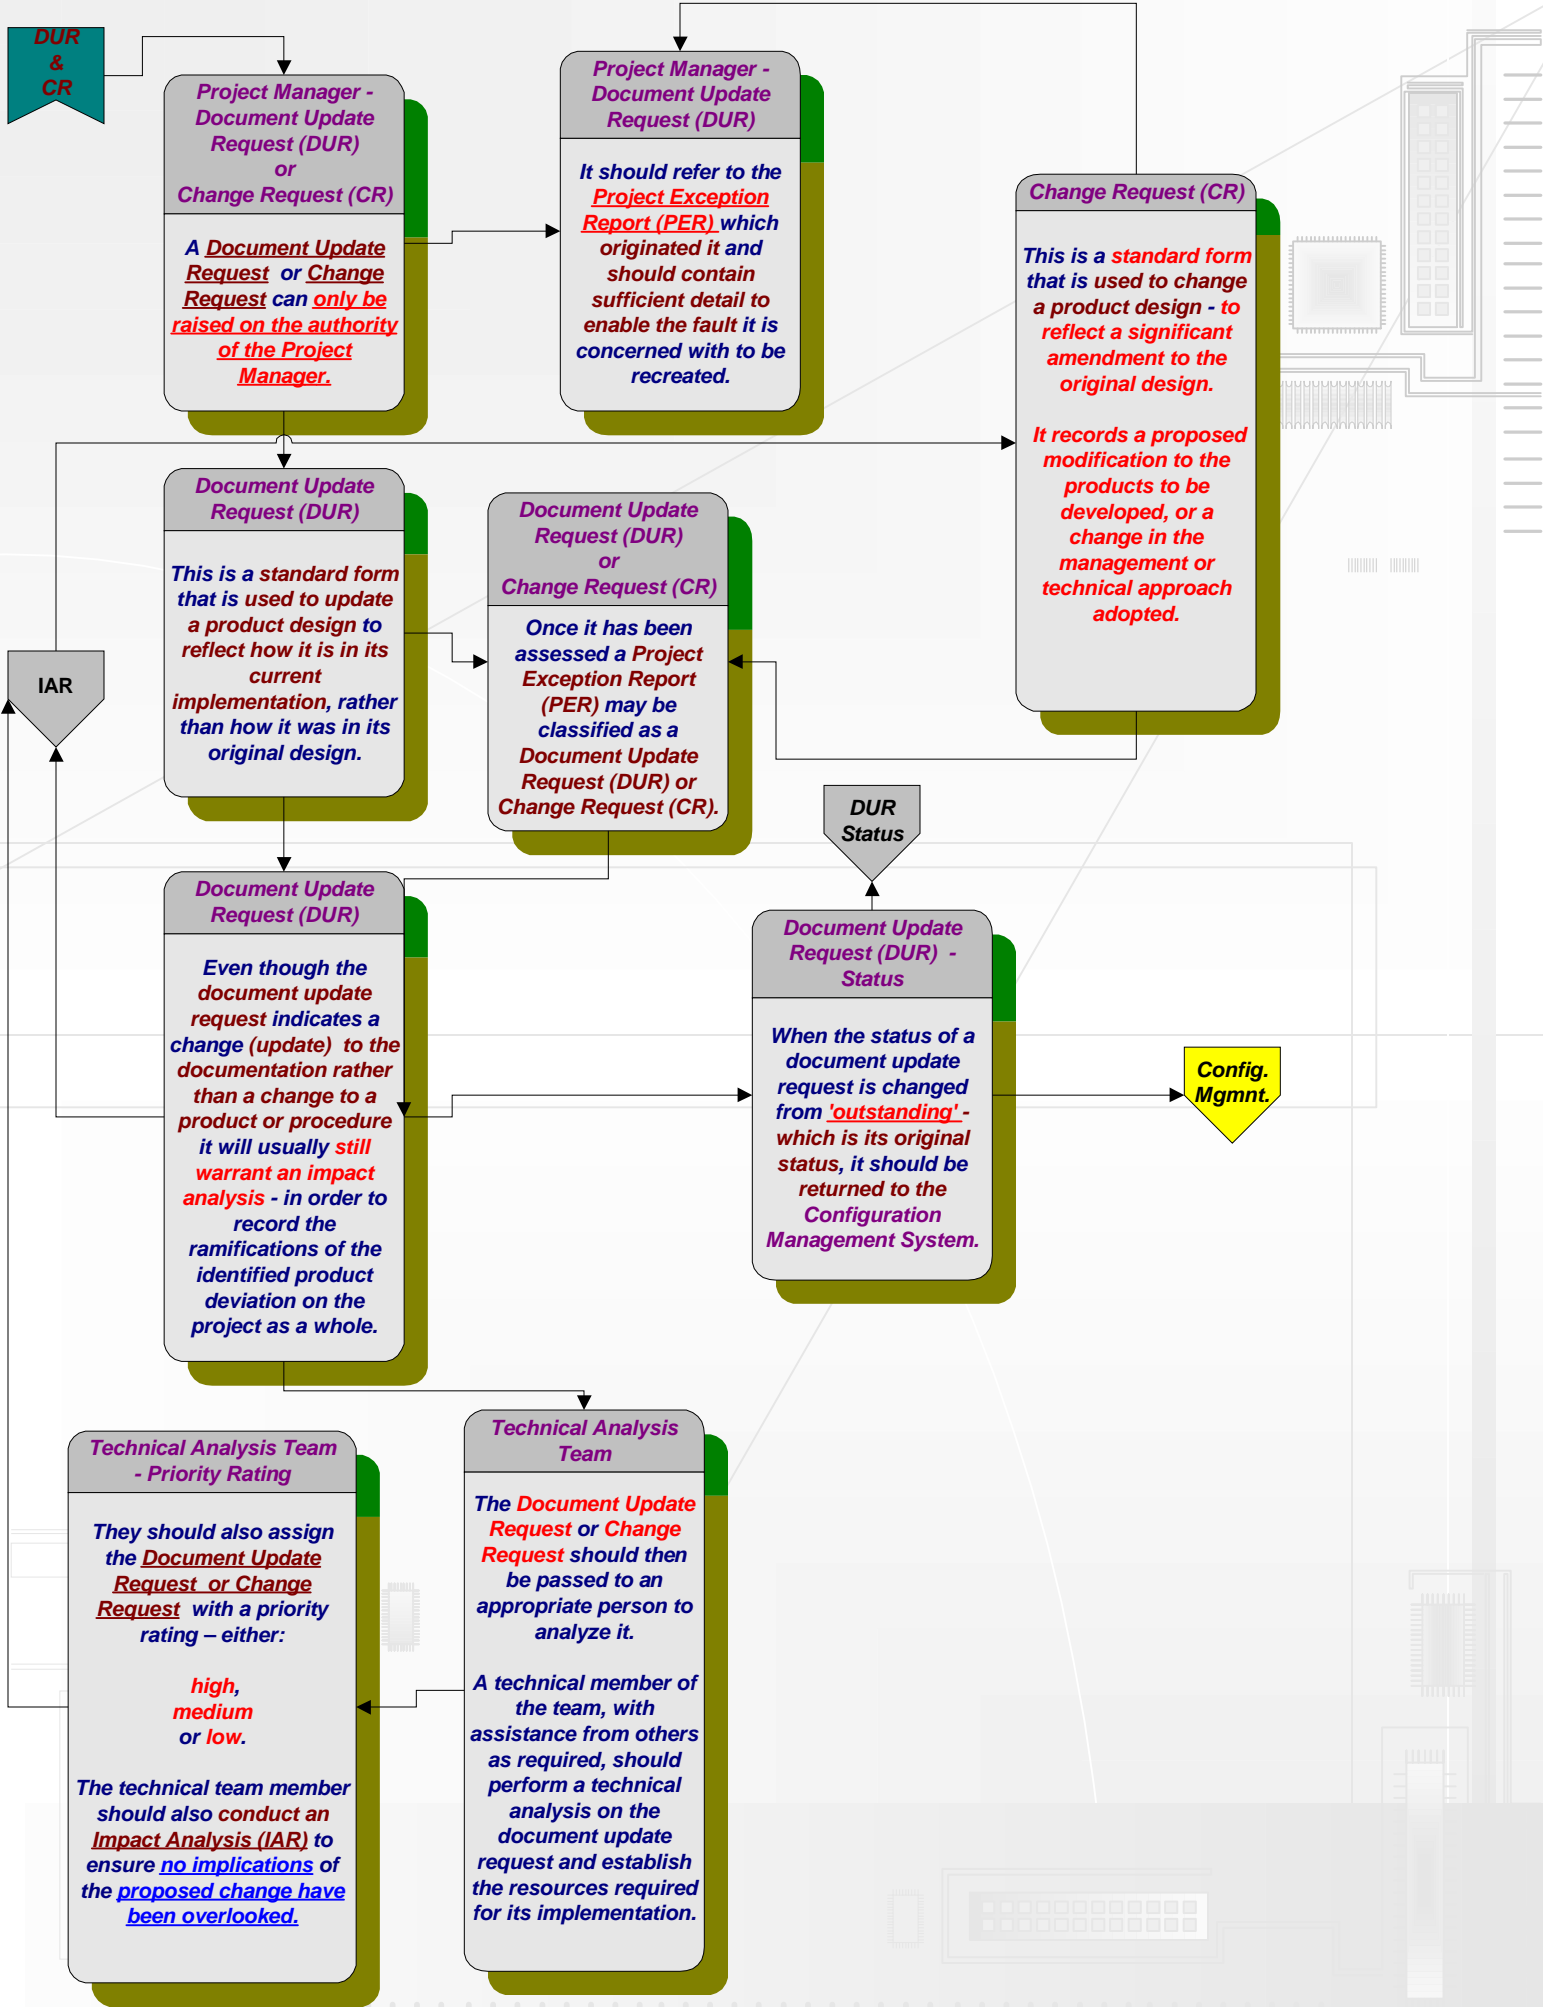 DUR
&
CR
Project Manager -
Document Update
Request (DUR)
or
Change Request (CR)
A Document Update
Request  or Change
Request can only be
raised on the authority
of the Project
Manager.
Project Manager -
Document Update
Request (DUR)
It should refer to the
Project Exception
Report (PER) which
originated it and
should contain
sufficient detail to
enable the fault it is
concerned with to be
recreated.
Change Request (CR)
This is a standard form
that is used to change
a product design - to
reflect a significant
amendment to the
original design.
It records a proposed
modification to the
products to be
developed, or a
change in the
management or
technical approach
adopted.
Document Update
Request (DUR)
This is a standard form
that is used to update
a product design to
reflect how it is in its
current
implementation, rather
than how it was in its
original design.
Document Update
Request (DUR)
or
Change Request (CR)
Once it has been
assessed a Project
Exception Report
(PER) may be
classified as a
Document Update
Request (DUR) or
Change Request (CR).
IAR
DUR
Status
Document Update
Request (DUR)
Even though the
document update
request indicates a
change (update)  to the
documentation rather
than a change to a
product or procedure
it will usually still
warrant an impact
analysis - in order to
record the
ramifications of the
identified product
deviation on the
project as a whole.
Document Update
Request (DUR)  -
Status
When the status of a
document update
request is changed
from 'outstanding' -
which is its original
status, it should be
returned to the
Configuration
Management System.
Config.
Mgmnt.
Technical Analysis Team
- Priority Rating
They should also assign
the Document Update
Request  or Change
Request  with a priority
rating – either:
high,
medium
or low.
The technical team member
should also conduct an
Impact Analysis (IAR) to
ensure no implications of
the proposed change have
been overlooked.
Technical Analysis
Team
The Document Update
Request or Change
Request should then
be passed to an
appropriate person to
analyze it.
A technical member of
the team, with
assistance from others
as required, should
perform a technical
analysis on the
document update
request and establish
the resources required
for its implementation.